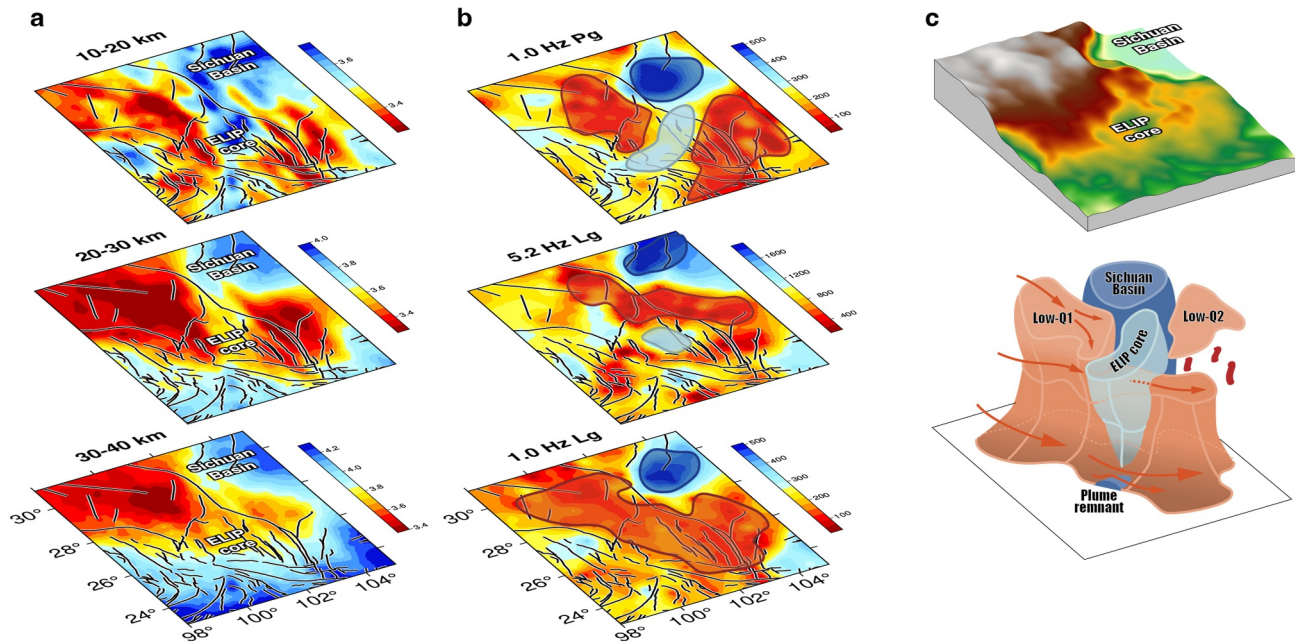 a
10-20 km
Sichuan
Basin
ELIP
core
3.6
3.4
20-30 km
Sichuan
Basin
ELIP
core
4.0
3.8
3.6
3.4
30-40 km
Sichuan
Basin
ELIP
core
4.2
4.0
3.8
3.6
3.4
30°
28°
26°
24°
98°
100°
102°
104°
b
1.0 Hz Pg
500
400
300
200
100
5.2 Hz Lg
1600
1200
800
400
1.0 Hz Lg
500
400
300
200
100
30°
28°
26°
24°
98°
100°
102°
104°
c
Sichuan
Basin
ELIP
core
Sichuan
Basin
Low-Q1
Low-Q2
ELIP core
Plume
remnant